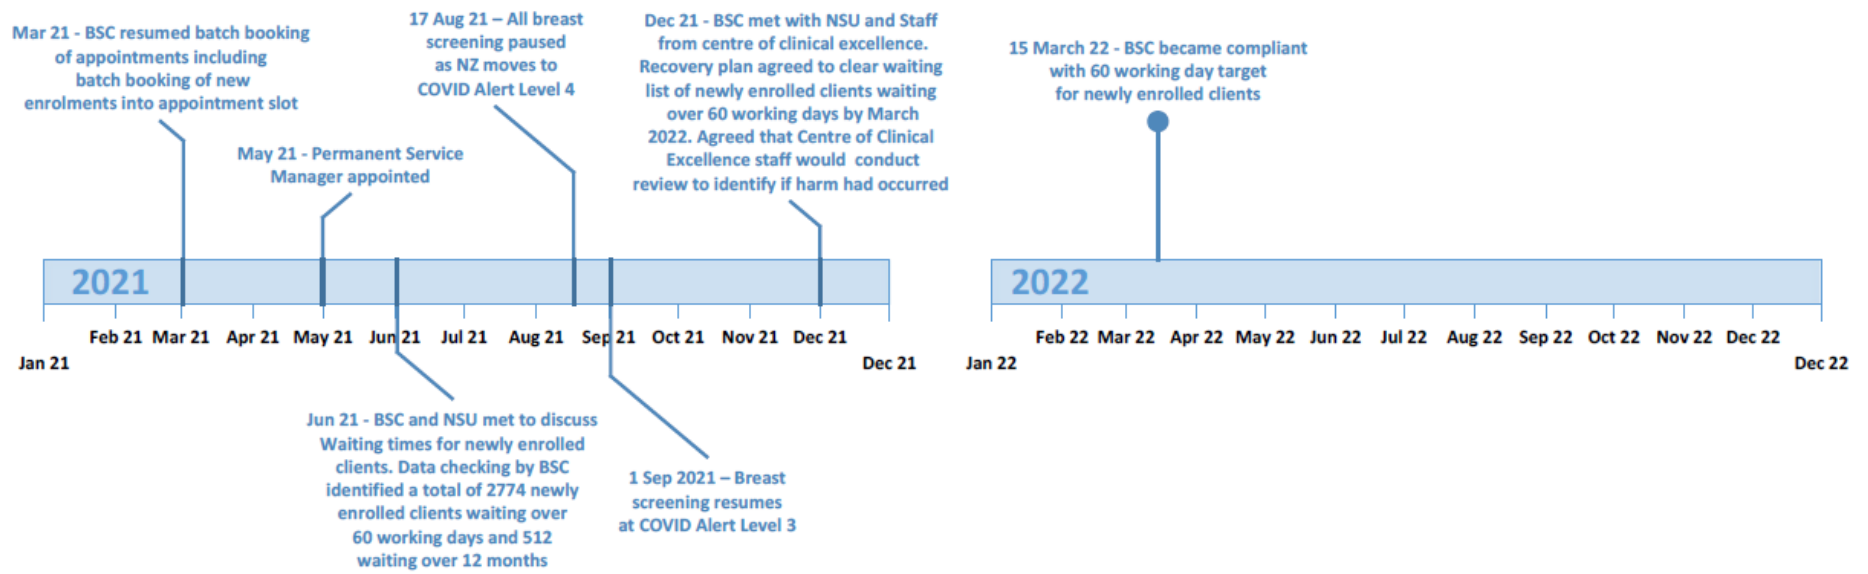 Mar 21 - BSC resumed batch booking
of appointments including
batch booking of new
enrolments into appointment slot
May 21 - Permanent Service
Manager appointed
17 Aug 21 – All breast
screening paused
as NZ moves to
COVID Alert Level 4
Dec 21 - BSC met with NSU and Staff
from centre of clinical excellence.
Recovery plan agreed to clear waiting
list of newly enrolled clients waiting
over 60 working days by March
2022. Agreed that Centre of Clinical
Excellence staff would conduct
review to identify if harm had occurred
15 March 22 - BSC became compliant
with 60 working day target
for newly enrolled clients
2021
Feb 21 Mar 21 Apr 21 May 21 Jun 21 Jul 21 Aug 21 Sep 21 Oct 21 Nov 21 Dec 21
Jan 21 Dec 21
2022
Feb 22 Mar 22 Apr 22 May 22 Jun 22 Jul 22 Aug 22 Sep 22 Oct 22 Nov 22 Dec 22
Jan 22 Dec 22
Jun 21 - BSC and NSU met to discuss
Waiting times for newly enrolled
clients. Data checking by BSC
identified a total of 2774 newly
enrolled clients waiting over
60 working days and 512
waiting over 12 months
1 Sep 2021 – Breast
screening resumes
at COVID Alert Level 3